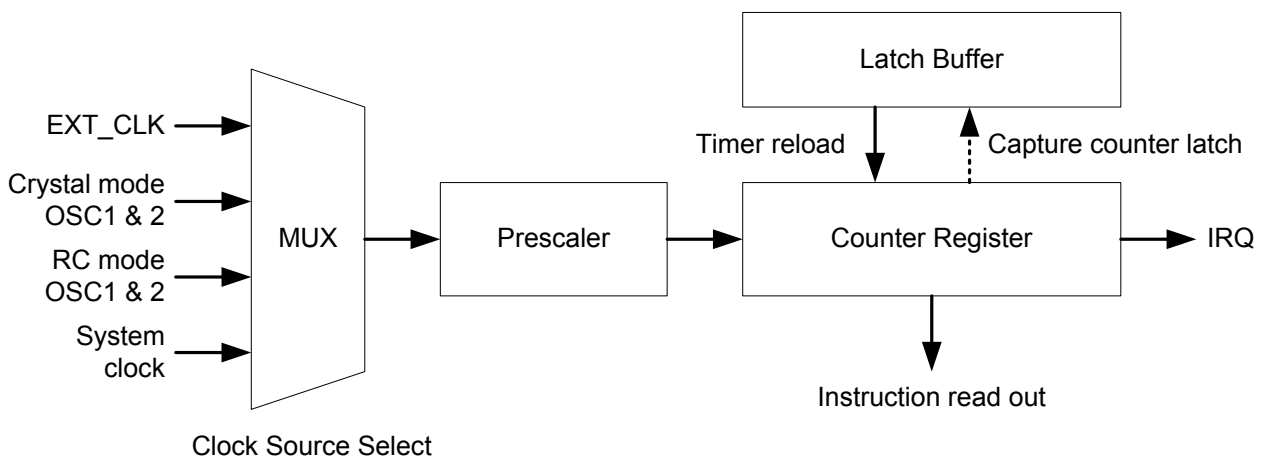 Latch Buffer
EXT_CLK
Timer reload
Capture counter latch
Crystal mode
OSC1 & 2
MUX
Prescaler
Counter Register
IRQ
RC mode
OSC1 & 2
System
clock
Instruction read out
Clock Source Select